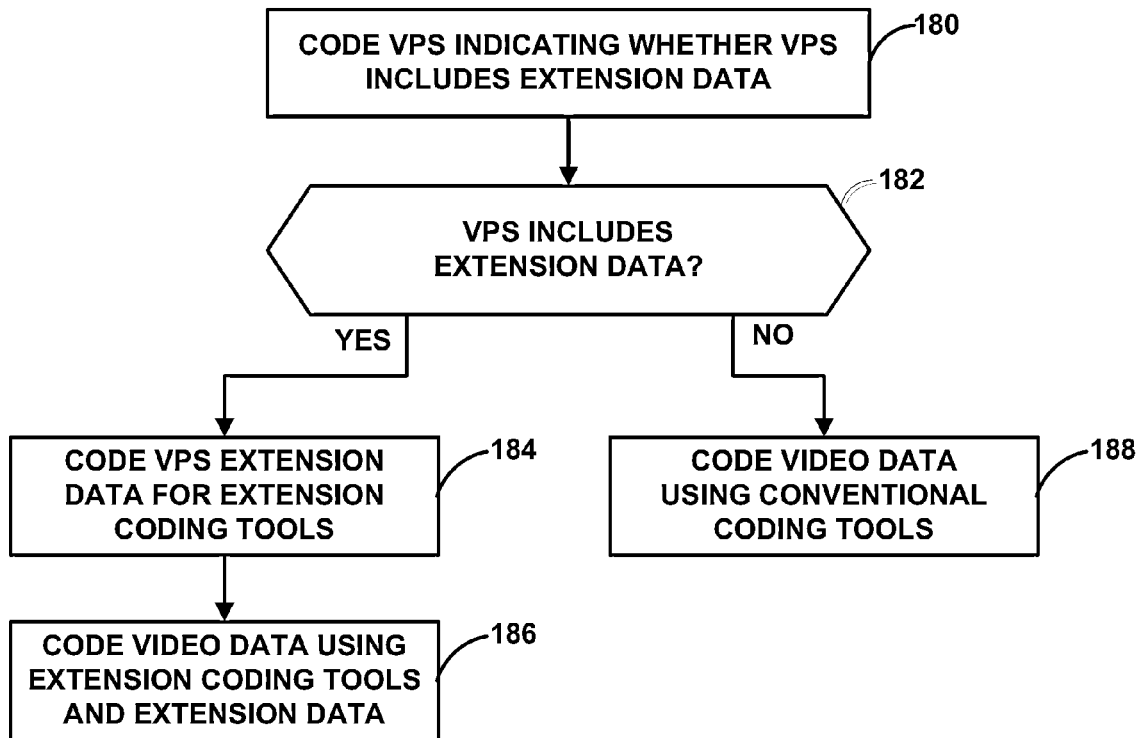 CODE VPS INDICATING WHETHER VPS
INCLUDES EXTENSION DATA
180
182
VPS INCLUDES
EXTENSION DATA?
YES
NO
CODE VPS EXTENSION
DATA FOR EXTENSION
CODING TOOLS
184
CODE VIDEO DATA
USING CONVENTIONAL
CODING TOOLS
188
CODE VIDEO DATA USING
EXTENSION CODING TOOLS
AND EXTENSION DATA
186